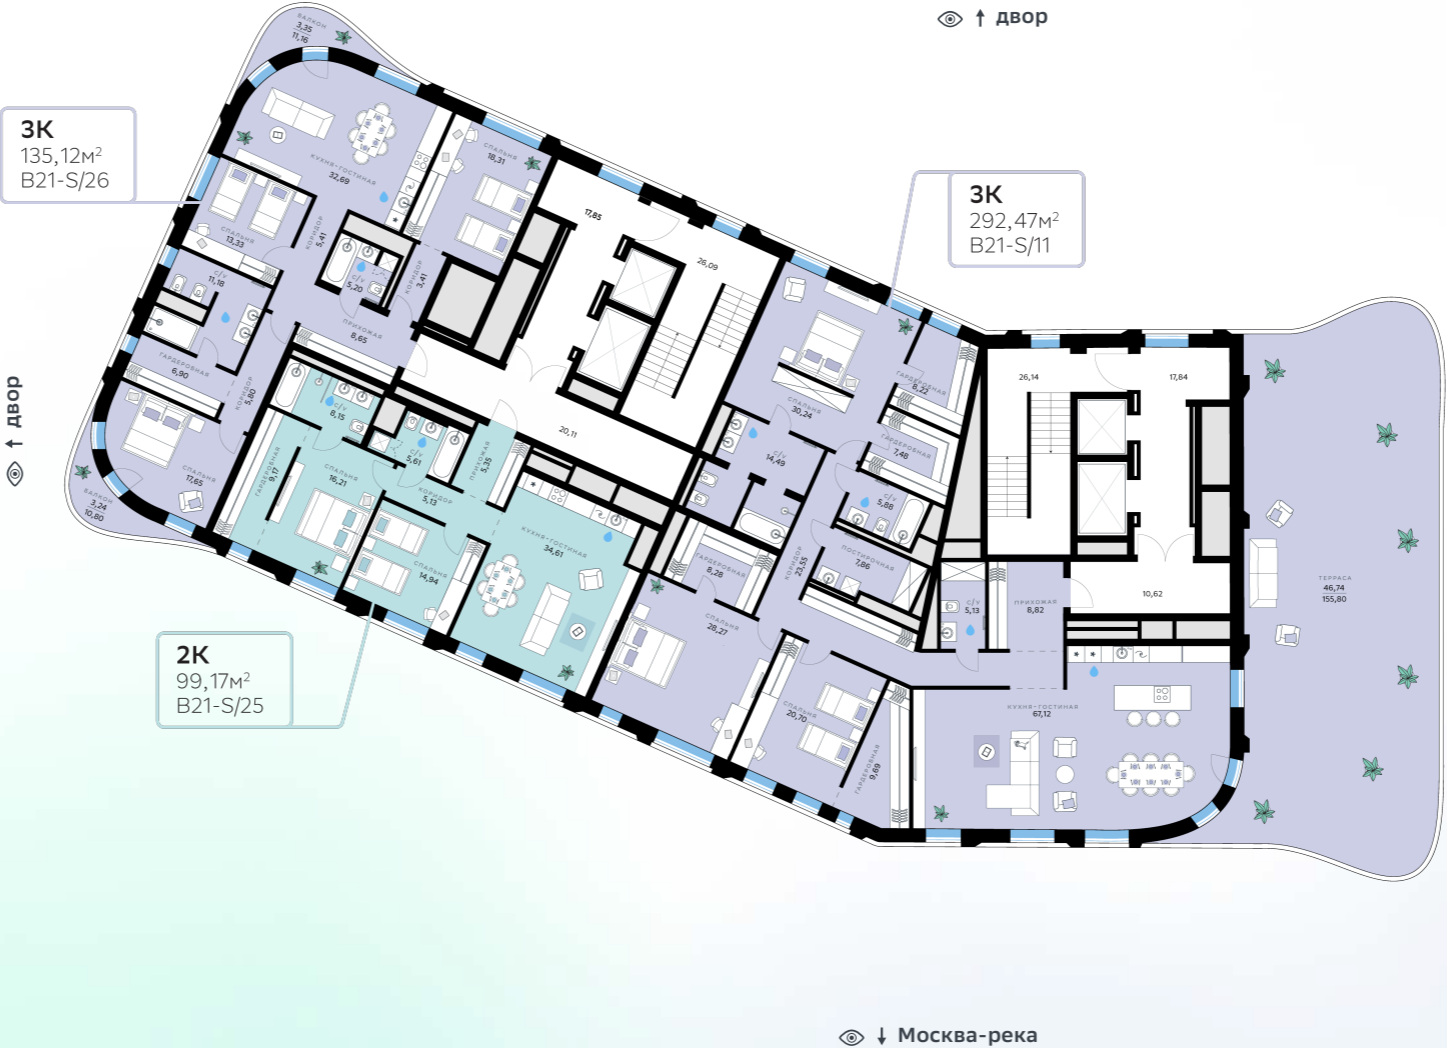 двор
БАЛКОН
3,35
11,16
3К
135,12м²
B21-S/26
КУХНЯ-ГОСТИНАЯ
32,69
СПАЛЬНЯ
18,31
17,85
26,09
3К
292,47м²
B21-S/11
СПАЛЬНЯ
13,33
КОРИДОР
5,41
С/У
11,18
С/У
5,20
КОРИДОР
3,41
ПРИХОЖАЯ
8,65
ГАРДЕРОБНАЯ
6,90
КОРИДОР
5,80
СПАЛЬНЯ
17,65
БАЛКОН
3,24
10,80
двор
С/У
8,15
С/У
5,61
ПРИХОЖАЯ
5,35
20,11
ГАРДЕРОБНАЯ
9,17
СПАЛЬНЯ
16,21
КОРИДОР
5,13
СПАЛЬНЯ
14,94
КУХНЯ-ГОСТИНАЯ
34,61
2К
99,17м²
B21-S/25
СПАЛЬНЯ
30,24
ГАРДЕРОБНАЯ
8,22
ГАРДЕРОБНАЯ
7,48
С/У
14,49
С/У
5,88
ПОСТИРОЧНАЯ
7,86
КОРИДОР
23,55
ГАРДЕРОБНАЯ
8,28
СПАЛЬНЯ
28,27
СПАЛЬНЯ
20,70
ГАРДЕРОБНАЯ
9,69
26,14
17,84
10,62
С/У
5,13
ПРИХОЖАЯ
8,82
КУХНЯ-ГОСТИНАЯ
67,12
ТЕРРАСА
46,74
155,80
Москва-река